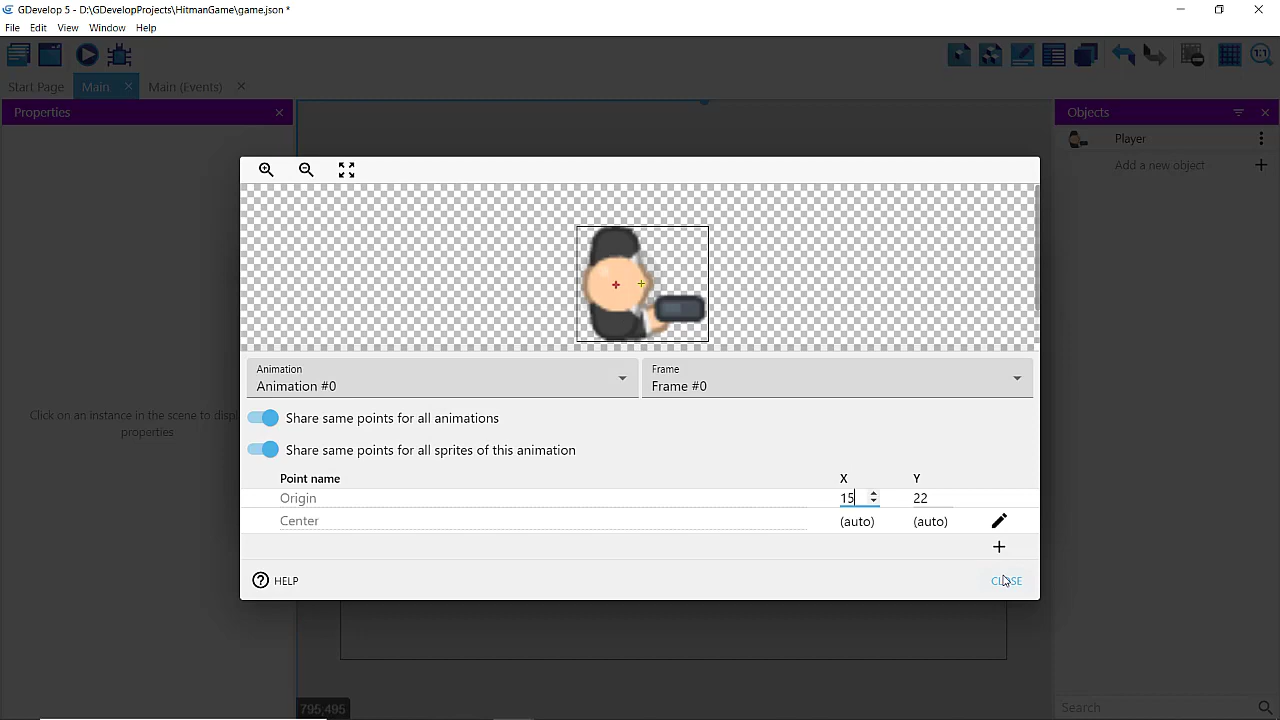 GDevelop 5 - D:\GDevelopProjects\HitmanGame\game.json *
File Edit View Window Help
1:1
Start Page Main Main (Events)
Properties
Objects
Player
Add a new object
Click on an instance in the scene to displ
properties
Animation
Animation #0
Frame
Frame #0
Share same points for all animations
Share same points for all sprites of this animation
Point name X Y
Origin 15 22
Center (auto) (auto)
? HELP
CLOSE
795,495
Search